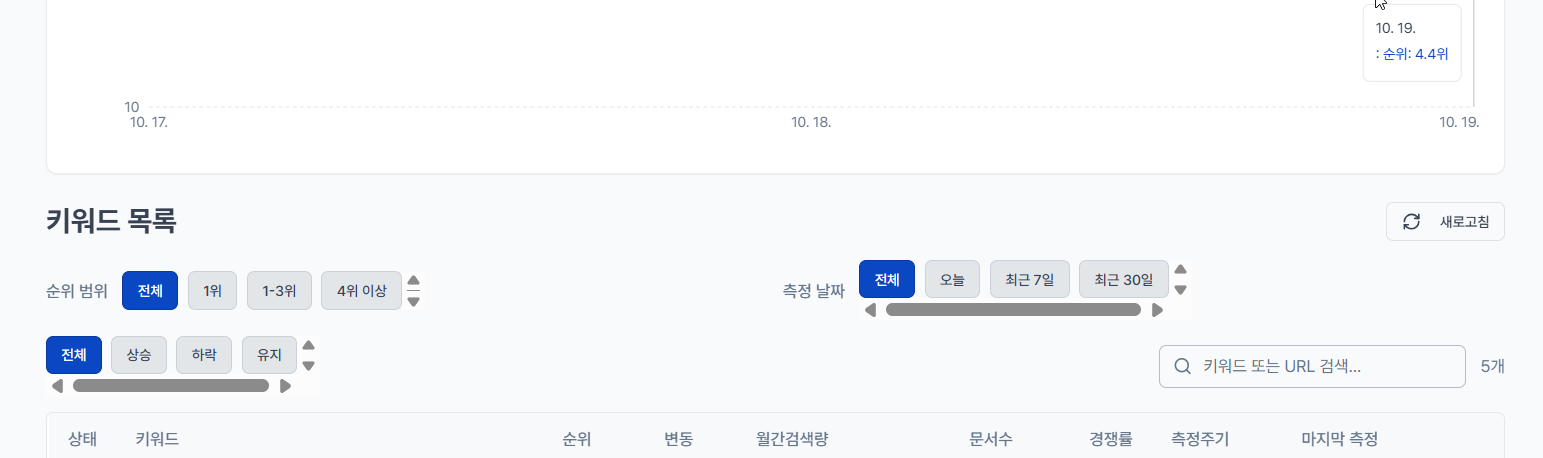 10. 19.
: 순위: 4.4위
10
10. 17.
10. 18.
10. 19.
키워드 목록
새로고침
순위 범위
전체
1위
1-3위
4위 이상
측정 날짜
전체
오늘
최근 7일
최근 30일
전체
상승
하락
유지
키워드 또는 URL 검색...
5개
상태
키워드
순위
변동
월간검색량
문서수
경쟁률
측정주기
마지막 측정